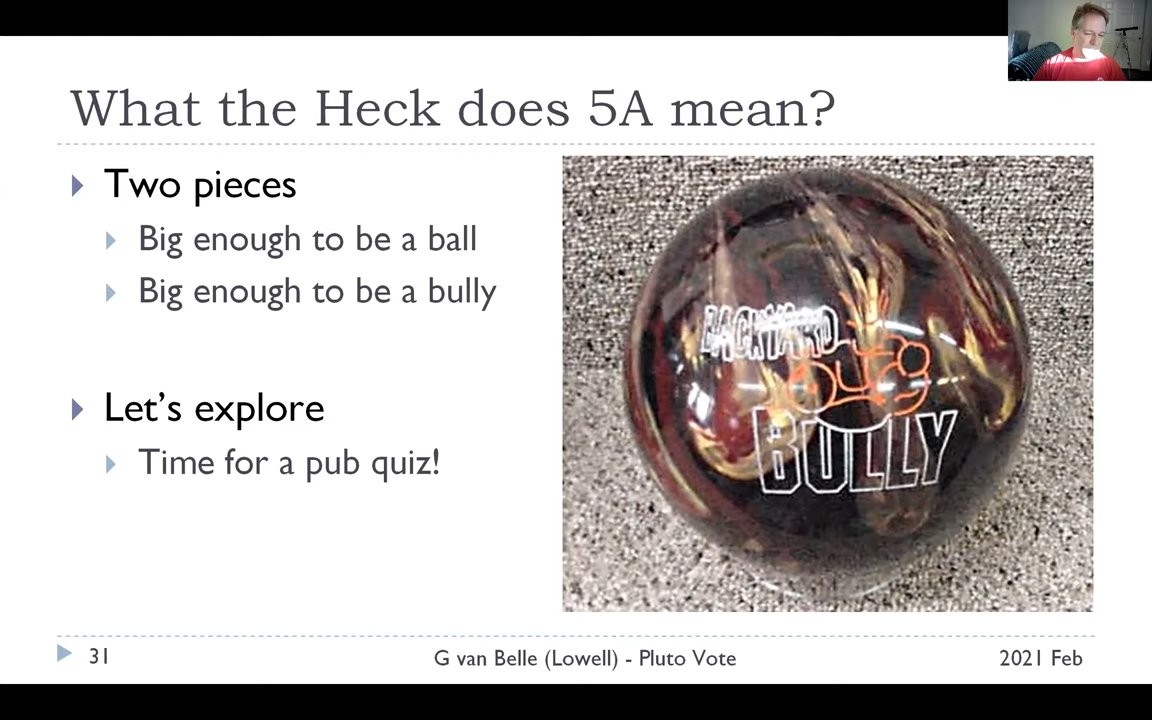 What the Heck does 5A mean?
Two pieces
Big enough to be a ball
Big enough to be a bully
Let's explore
Time for a pub quiz!
BACKYARD
BULLY
31
G van Belle (Lowell) - Pluto Vote
2021 Feb